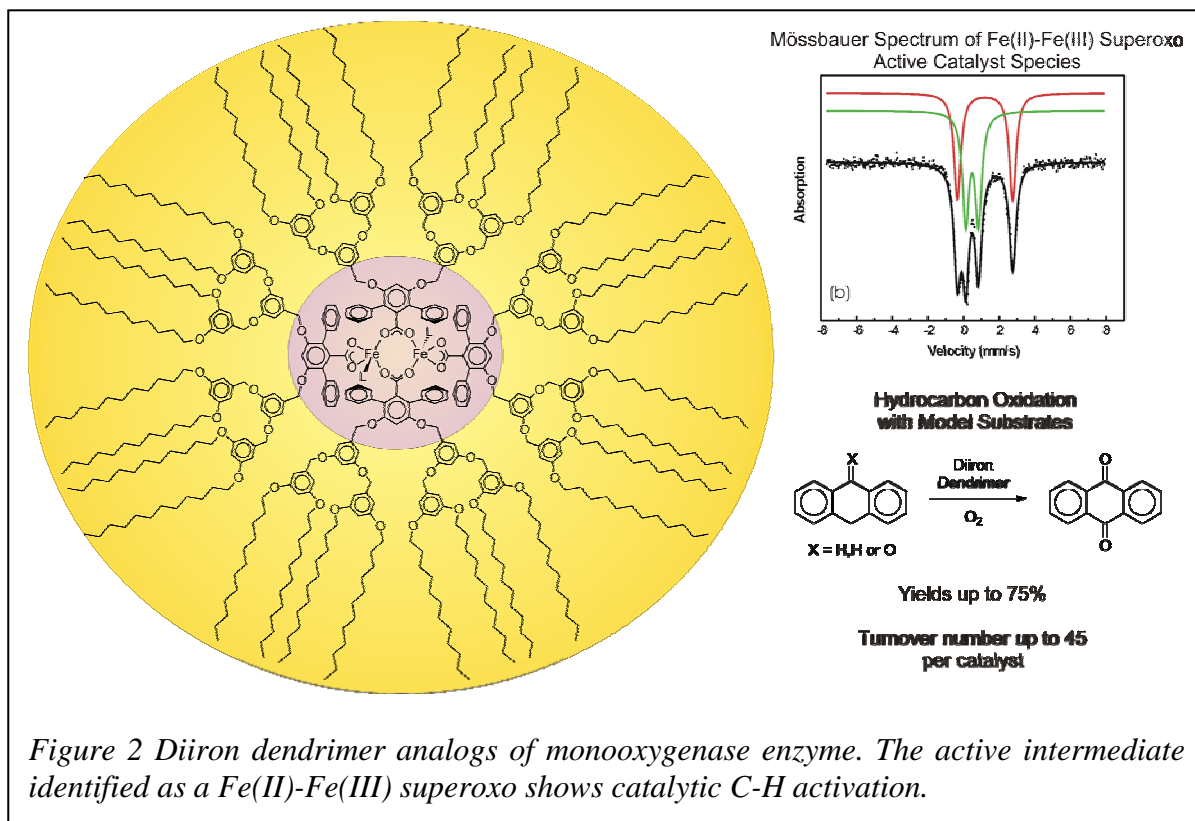 Mössbauer Spectrum of Fe(II)-Fe(III) Superoxo
Active Catalyst Species
Absorption
(b)
-8 -6 -4 -2 0 2 4 6 8
Velocity (mm/s)
Hydrocarbon Oxidation
with Model Substrates
X
Diiron
Dendrimer
O2
O
O
X = H,H or O
Yields up to 75%
Turnover number up to 45
per catalyst
L
Fe Fe
L
Figure 2 Diiron dendrimer analogs of monooxygenase enzyme. The active intermediate
identified as a Fe(II)-Fe(III) superoxo shows catalytic C-H activation.